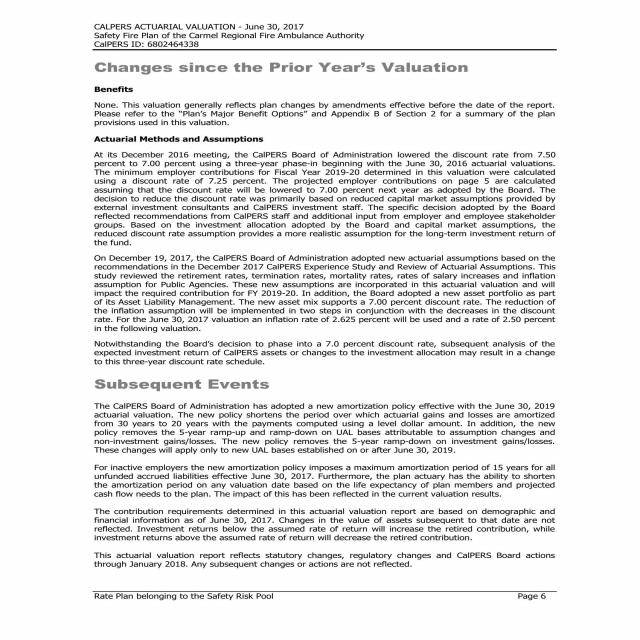 CALPERS ACTUARIAL VALUATION - June 30, 2017
Safety Fire Plan of the Carmel Regional Fire Ambulance Authority
CalPERS ID: 6802464338
Changes since the Prior Year's Valuation
Benefits
None. This valuation generally reflects plan changes by amendments effective before the date of the report.
Please refer to the "Plan's Major Benefit Options" and Appendix B of Section 2 for a summary of the plan
provisions used in this valuation.
Actuarial Methods and Assumptions
At its December 2016 meeting, the CalPERS Board of Administration lowered the discount rate from 7.50
percent to 7.00 percent using a three-year phase-in beginning with the June 30, 2016 actuarial valuations.
The minimum employer contributions for Fiscal Year 2019-20 determined in this valuation were calculated
using a discount rate of 7.25 percent. The projected employer contributions on page 5 are calculated
assuming that the discount rate will be lowered to 7.00 percent next year as adopted by the Board. The
decision to reduce the discount rate was primarily based on reduced capital market assumptions provided by
external investment consultants and CalPERS investment staff. The specific decision adopted by the Board
reflected recommendations from CalPERS staff and additional input from employer and employee stakeholder
groups. Based on the investment allocation adopted by the Board and capital market assumptions, the
reduced discount rate assumption provides a more realistic assumption for the long-term investment return of
the fund.
On December 19, 2017, the CalPERS Board of Administration adopted new actuarial assumptions based on the
recommendations in the December 2017 CalPERS Experience Study and Review of Actuarial Assumptions. This
study reviewed the retirement rates, termination rates, mortality rates, rates of salary increases and inflation
assumption for Public Agencies. These new assumptions are incorporated in this actuarial valuation and will
impact the required contribution for FY 2019-20. In addition, the Board adopted a new asset portfolio as part
of its Asset Liability Management. The new asset mix supports a 7.00 percent discount rate. The reduction of
the inflation assumption will be implemented in two steps in conjunction with the decreases in the discount
rate. For the June 30, 2017 valuation an inflation rate of 2.625 percent will be used and a rate of 2.50 percent
in the following valuation.
Notwithstanding the Board's decision to phase into a 7.0 percent discount rate, subsequent analysis of the
expected investment return of CalPERS assets or changes to the investment allocation may result in a change
to this three-year discount rate schedule.
Subsequent Events
The CalPERS Board of Administration has adopted a new amortization policy effective with the June 30, 2019
actuarial valuation. The new policy shortens the period over which actuarial gains and losses are amortized
from 30 years to 20 years with the payments computed using a level dollar amount. In addition, the new
policy removes the 5-year ramp-up and ramp-down on UAL bases attributable to assumption changes and
non-investment gains/losses. The new policy removes the 5-year ramp-down on investment gains/losses.
These changes will apply only to new UAL bases established on or after June 30, 2019.
For inactive employers the new amortization policy imposes a maximum amortization period of 15 years for all
unfunded accrued liabilities effective June 30, 2017. Furthermore, the plan actuary has the ability to shorten
the amortization period on any valuation date based on the life expectancy of plan members and projected
cash flow needs to the plan. The impact of this has been reflected in the current valuation results.
The contribution requirements determined in this actuarial valuation report are based on demographic and
financial information as of June 30, 2017. Changes in the value of assets subsequent to that date are not
reflected. Investment returns below the assumed rate of return will increase the retired contribution, while
investment returns above the assumed rate of return will decrease the retired contribution.
This actuarial valuation report reflects statutory changes, regulatory changes and CalPERS Board actions
through January 2018. Any subsequent changes or actions are not reflected.
Rate Plan belonging to the Safety Risk Pool Page 6